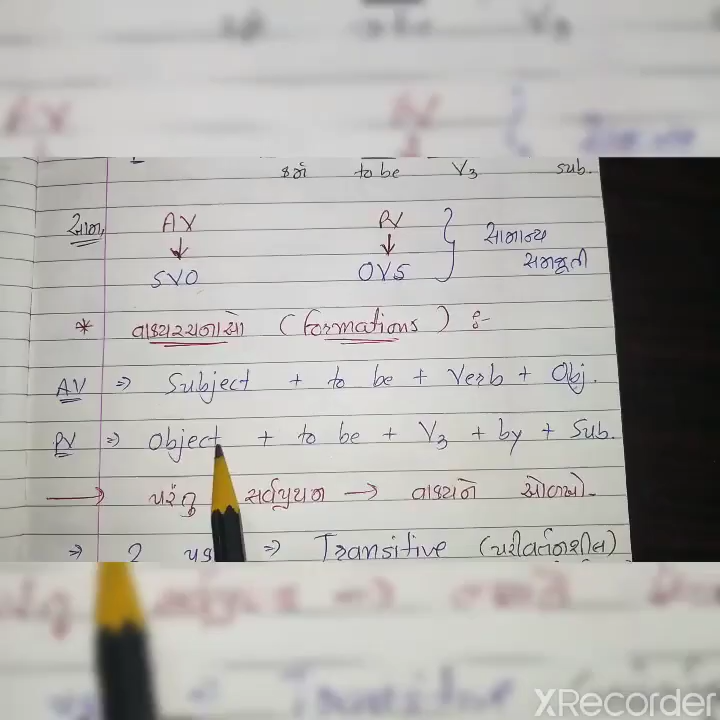 કર્તા to be V3 sub.
આમ, AV PV સામાન્ય
↓ ↓ સમજૂતી
SVO OVS
* વાક્યરચનાઓ (formations) :-
AV ⇒ Subject + to be + Verb + Obj.
PV ⇒ Object + to be + V3 + by + Sub.
→ પરંતુ સર્વપ્રથમ → વાક્યને ઓળખો.
⇒ 2 ⇒ Transitive (પરીવર્તનશીલ)
XRecorder